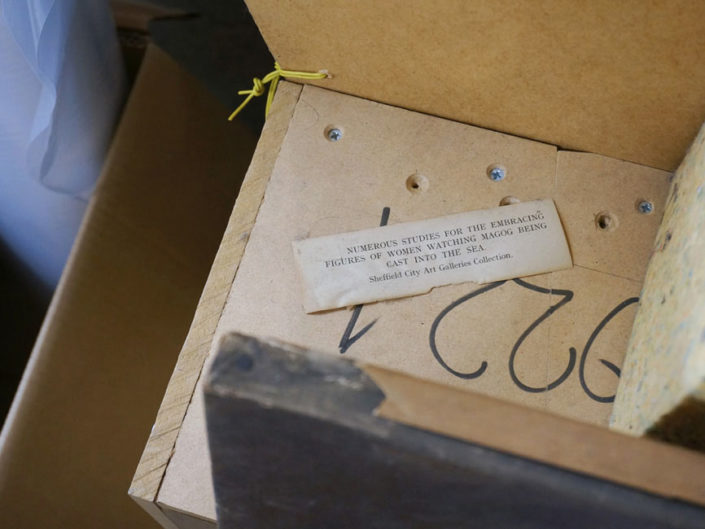 NUMEROUS STUDIES FOR THE EMBRACING
FIGURES OF WOMEN WATCHING MAGOG BEING
CAST INTO THE SEA.
Sheffield City Art Galleries Collection.